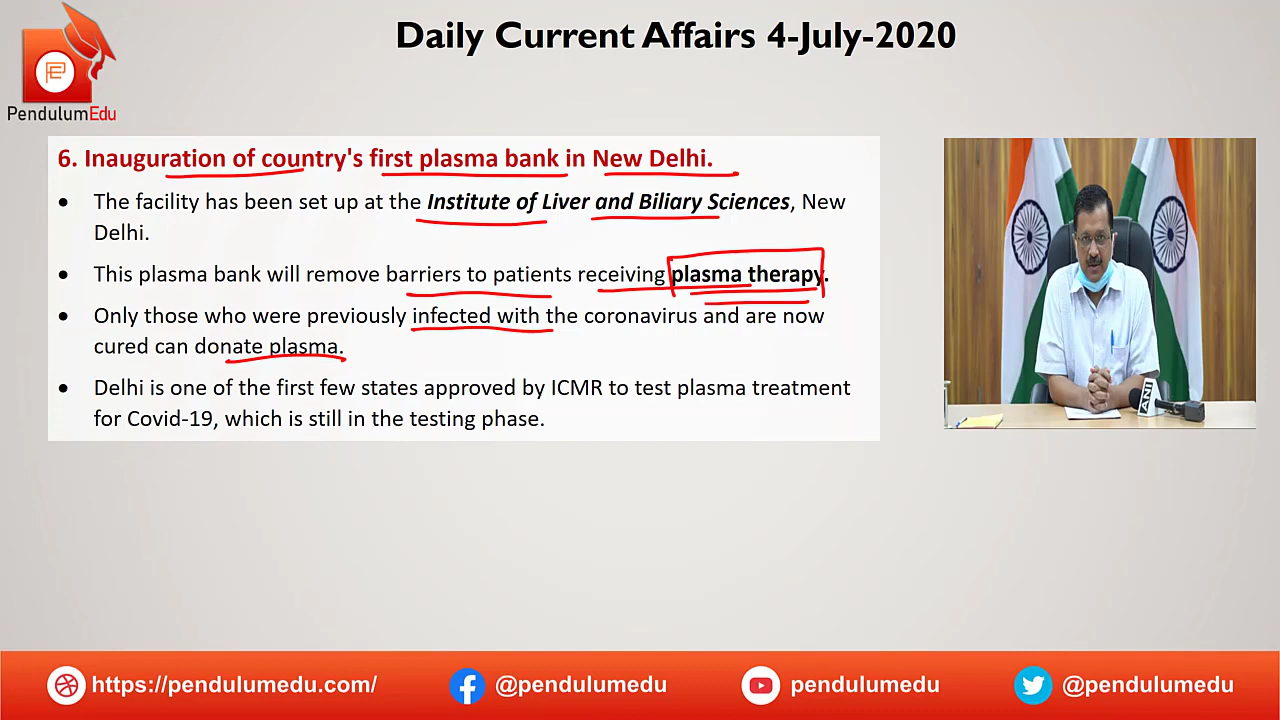 Daily Current Affairs 4-July-2020
PendulumEdu
6. Inauguration of country's first plasma bank in New Delhi.
• The facility has been set up at the Institute of Liver and Biliary Sciences, New
Delhi.
• This plasma bank will remove barriers to patients receiving plasma therapy.
• Only those who were previously infected with the coronavirus and are now
cured can donate plasma.
• Delhi is one of the first few states approved by ICMR to test plasma treatment
for Covid-19, which is still in the testing phase.
ANI
https://pendulumedu.com/ @pendulumedu pendulumedu @pendulumedu